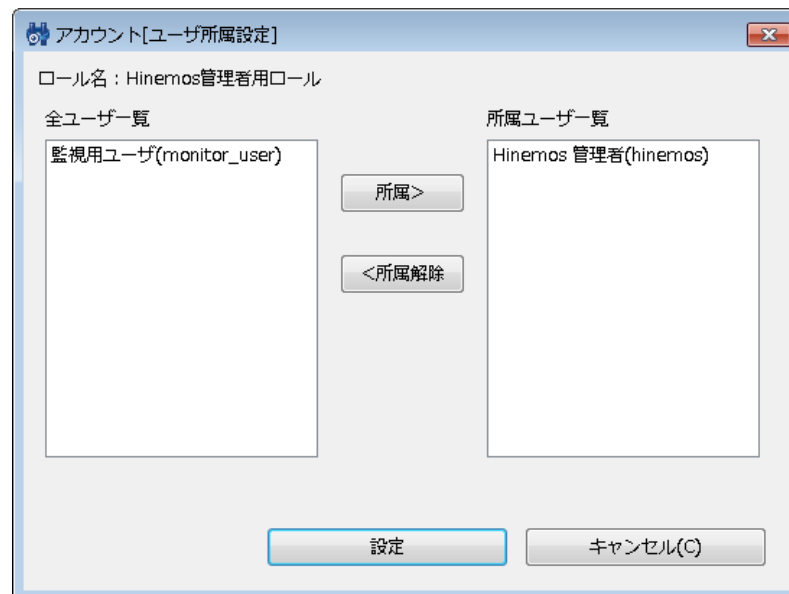 アカウント[ユーザ所属設定]
ロール名：Hinemos管理者用ロール
全ユーザ一覧
所属ユーザ一覧
監視用ユーザ(monitor_user)
Hinemos 管理者(hinemos)
所属>
<所属解除
設定
キャンセル(C)